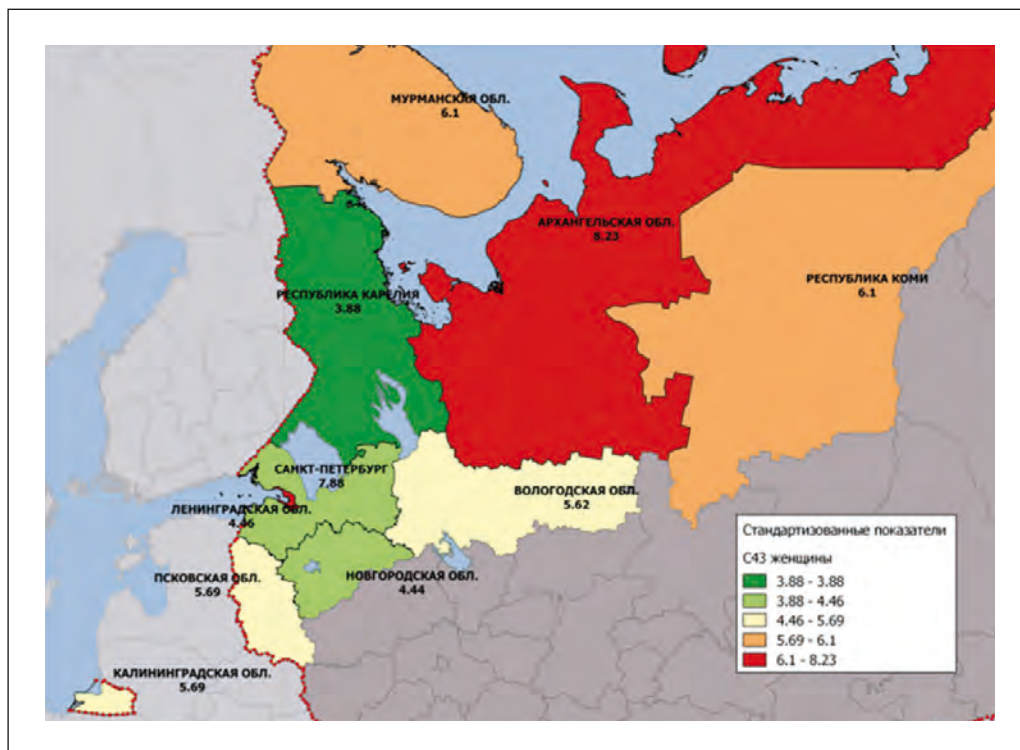 МУРМАНСКАЯ ОБЛ.
6.1
АРХАНГЕЛЬСКАЯ ОБЛ.
8.23
РЕСПУБЛИКА КОМИ
6.1
РЕСПУБЛИКА КАРЕЛИЯ
3.88
САНКТ-ПЕТЕРБУРГ
7.88
ЛЕНИНГРАДСКАЯ ОБЛ.
4.46
ВОЛОГОДСКАЯ ОБЛ.
5.62
ПСКОВСКАЯ ОБЛ.
5.69
НОВГОРОДСКАЯ ОБЛ.
4.44
КАЛИНИНГРАДСКАЯ ОБЛ.
5.69
Стандартизованные показатели
C43 женщины
3.88 - 3.88
3.88 - 4.46
4.46 - 5.69
5.69 - 6.1
6.1 - 8.23